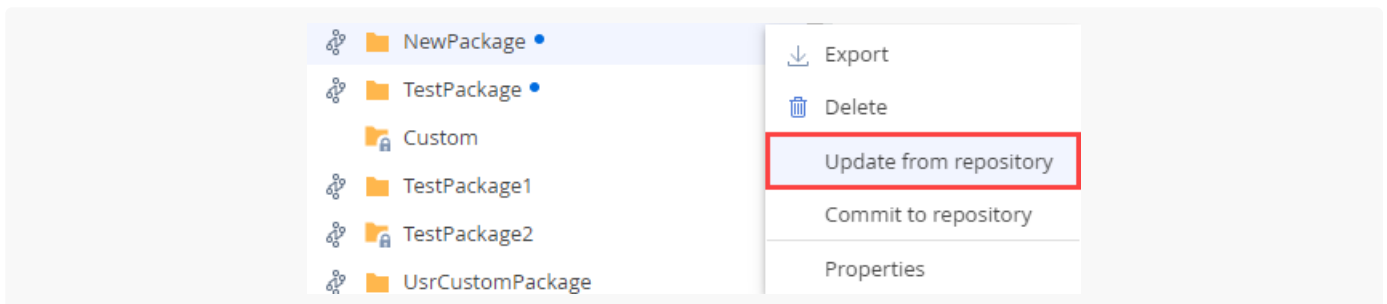 NewPackage
TestPackage
Custom
TestPackage1
TestPackage2
UsrCustomPackage
Export
Delete
Update from repository
Commit to repository
Properties